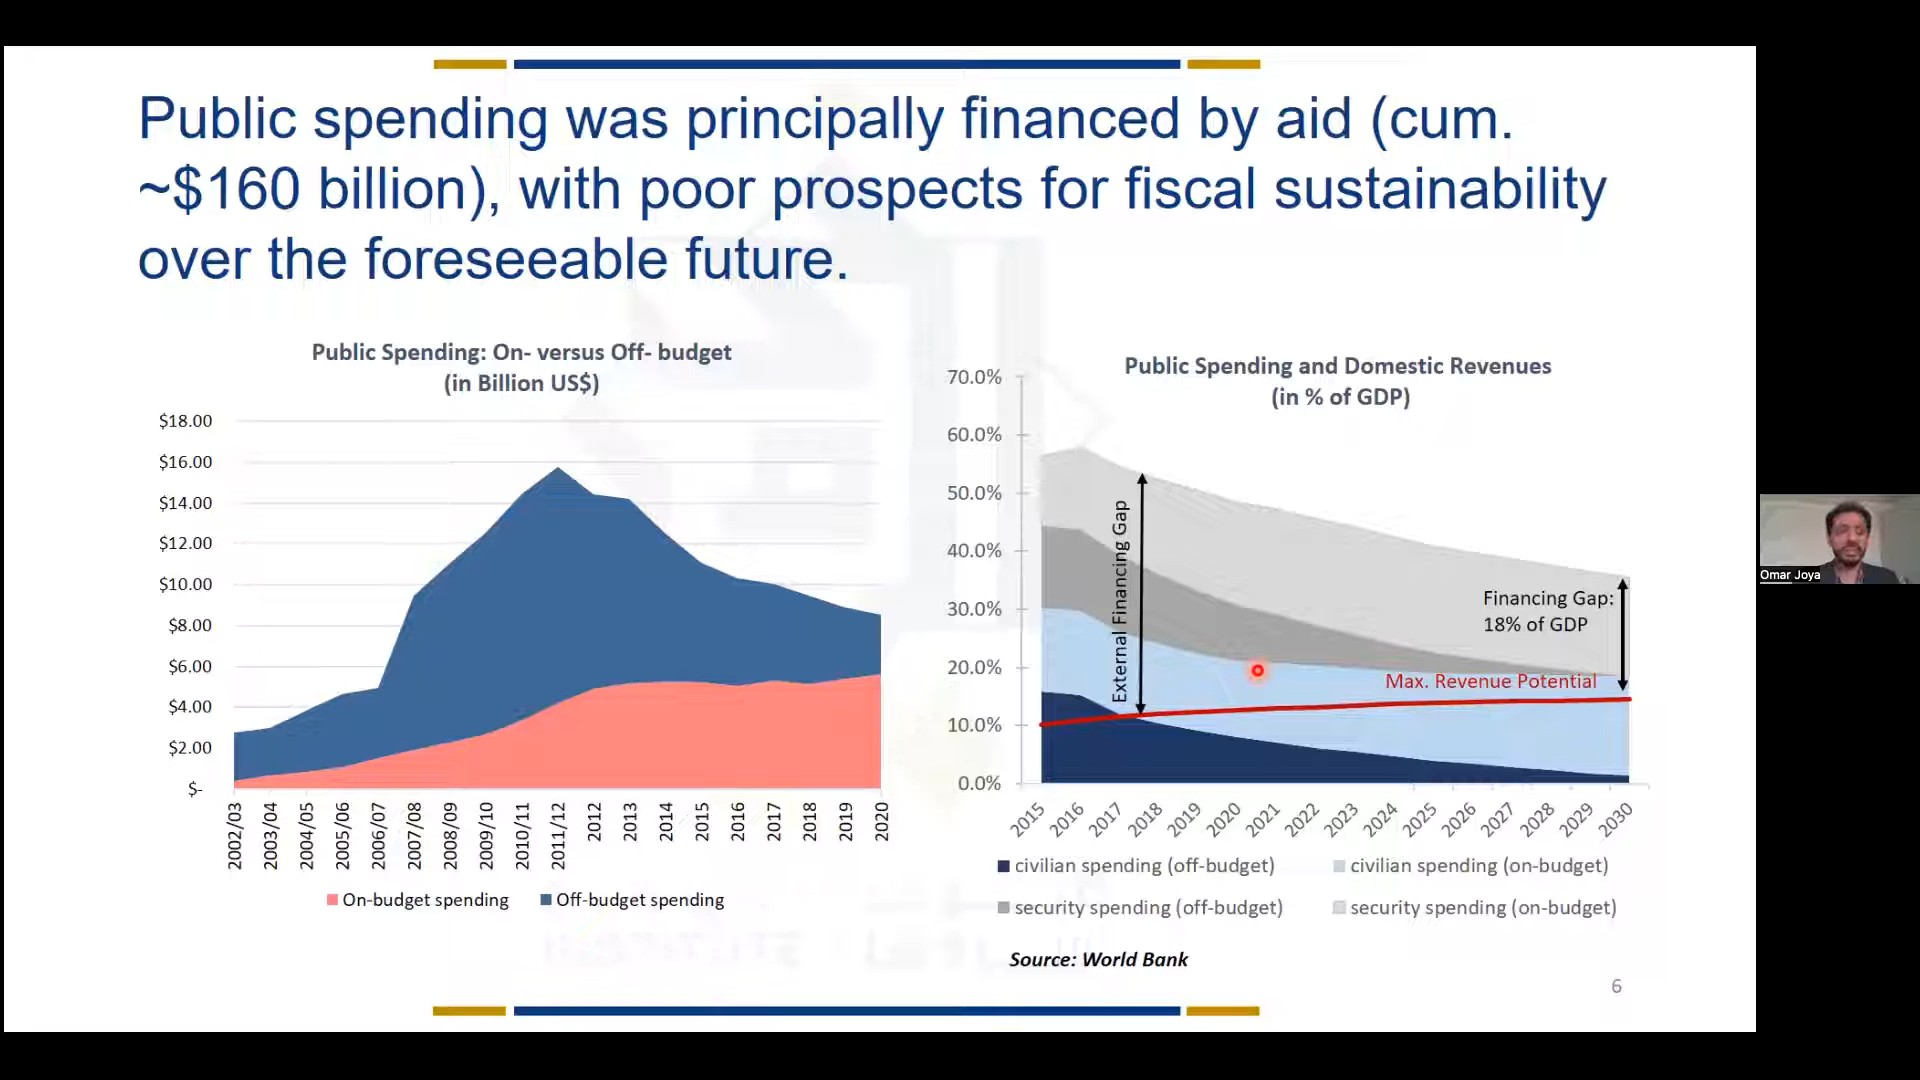 Public spending was principally financed by aid (cum.
~$160 billion), with poor prospects for fiscal sustainability
over the foreseeable future.
Public Spending: On- versus Off- budget
(in Billion US$)
$18.00
$16.00
$14.00
$12.00
$10.00
$8.00
$6.00
$4.00
$2.00
$-
2002/03
2003/04
2004/05
2005/06
2006/07
2007/08
2008/09
2009/10
2010/11
2011/12
2012
2013
2014
2015
2016
2017
2018
2019
2020
On-budget spending
Off-budget spending
Public Spending and Domestic Revenues
(in % of GDP)
70.0%
60.0%
50.0%
40.0%
30.0%
20.0%
10.0%
0.0%
External Financing Gap
Financing Gap:
18% of GDP
Max. Revenue Potential
2015
2016
2017
2018
2019
2020
2021
2022
2023
2024
2025
2026
2027
2028
2029
2030
civilian spending (off-budget)
civilian spending (on-budget)
security spending (off-budget)
security spending (on-budget)
Source: World Bank
6
INSTITUTE
Omar Joya